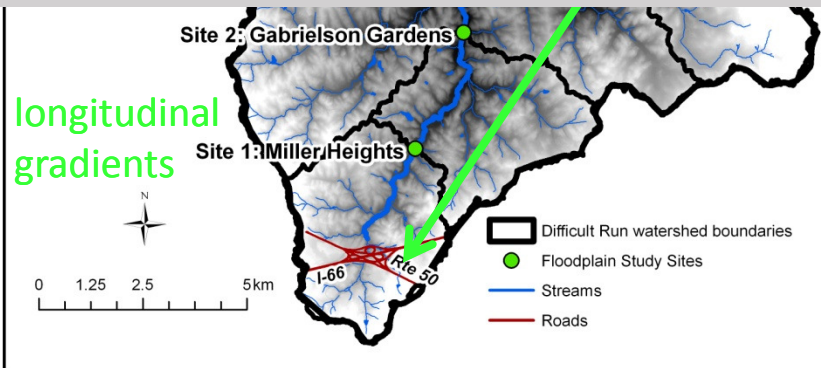 Site 2: Gabrielson Gardens
longitudinal
gradients
Site 1: Miller Heights
N
I-66
Rte 50
0 1.25 2.5 5 km
Difficult Run watershed boundaries
Floodplain Study Sites
Streams
Roads